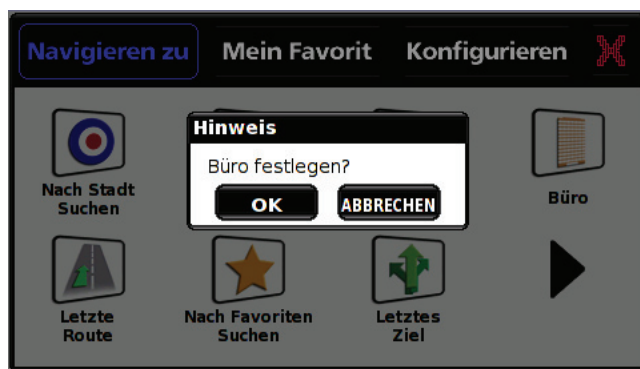 Navigieren zu Mein Favorit Konfigurieren
Hinweis
Büro festlegen?
OK ABBRECHEN
Nach Stadt
Suchen
Büro
Letzte
Route
Nach Favoriten
Suchen
Letztes
Ziel